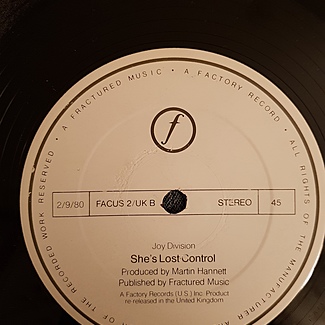 A FRACTURED MUSIC • A FACTORY RECORD • ALL RIGHTS OF THE MANUFACTURER AND
OF THE RECORDED WORK RESERVED •
f
2/9/80 FACUS 2/UK B. STEREO 45
Joy Division
She's Lost Control
Produced by Martin Hannett
Published by Fractured Music
A Factory Records (U.S.) Inc. Product
re-released in the United Kingdom